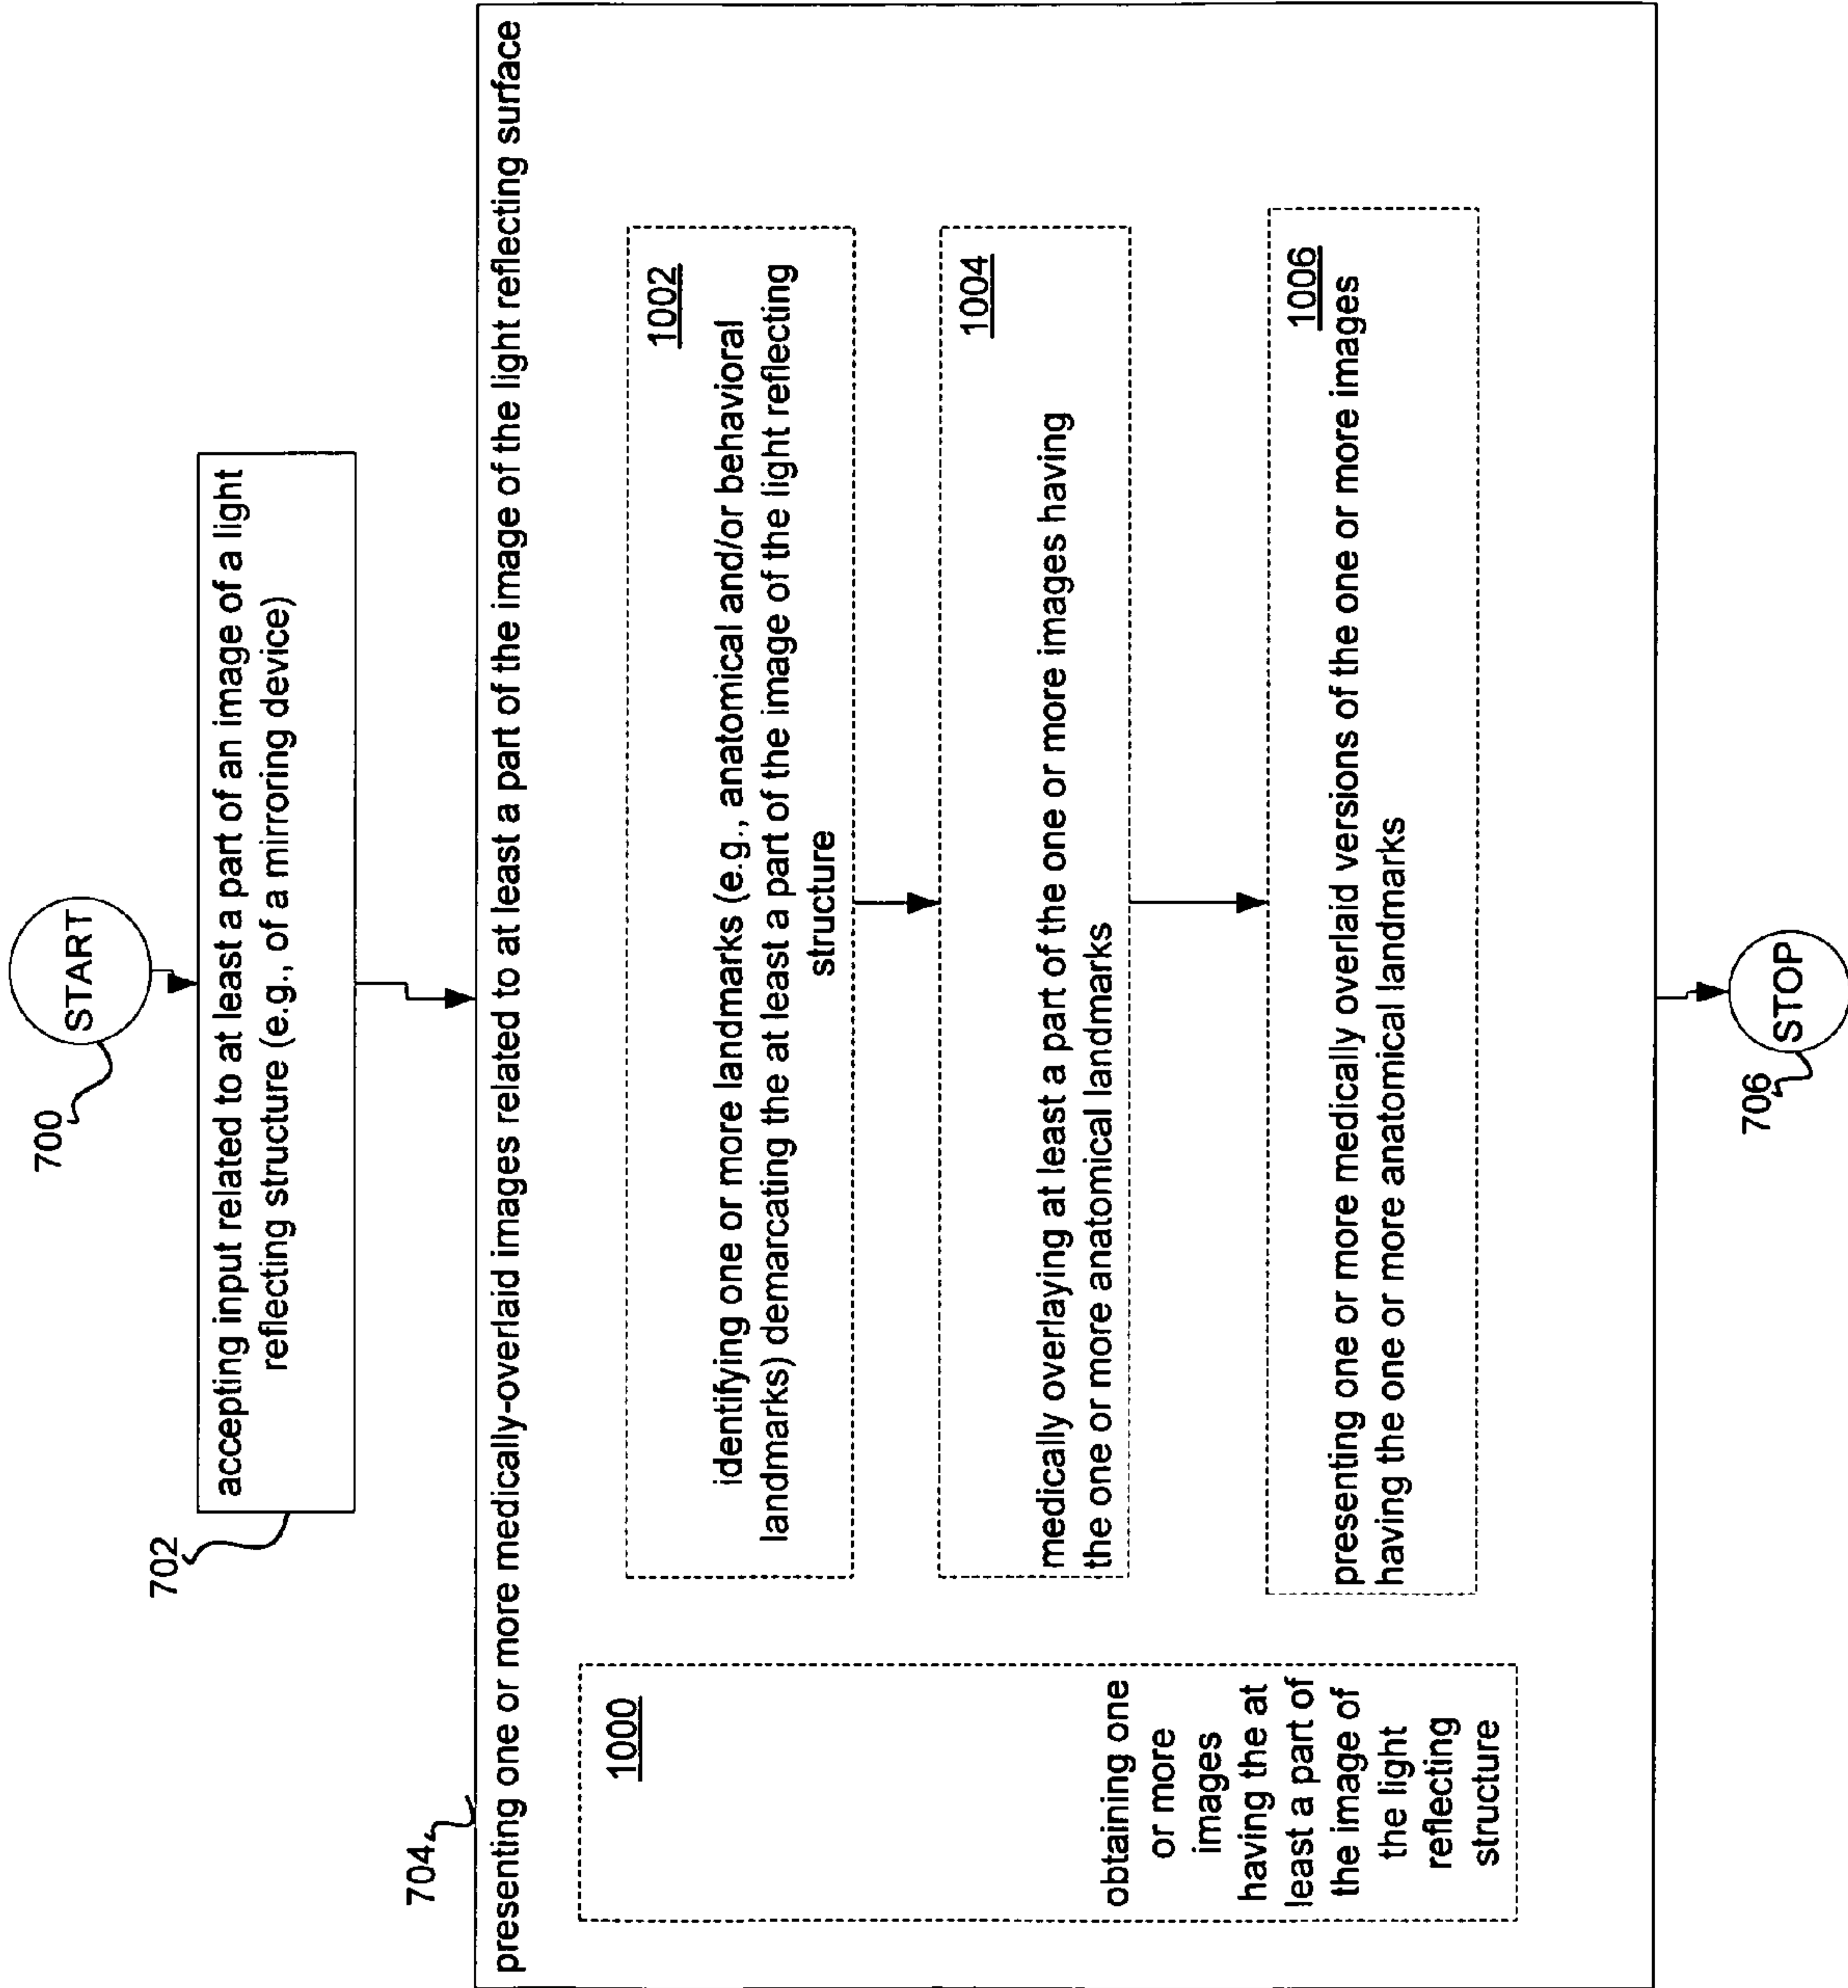 700
START
702
accepting input related to at least a part of an image of a light
reflecting structure (e.g., of a mirroring device)
704
presenting one or more medically-overlaid images related to at least a part of the image of the light reflecting surface
1000
obtaining one
or more
images
having the at
least a part of
the image of
the light
reflecting
structure
1002
identifying one or more landmarks (e.g., anatomical and/or behavioral
landmarks) demarcating the at least a part of the image of the light reflecting
structure
1004
medically overlaying at least a part of the one or more images having
the one or more anatomical landmarks
1006
presenting one or more medically overlaid versions of the one or more images
having the one or more anatomical landmarks
706
STOP